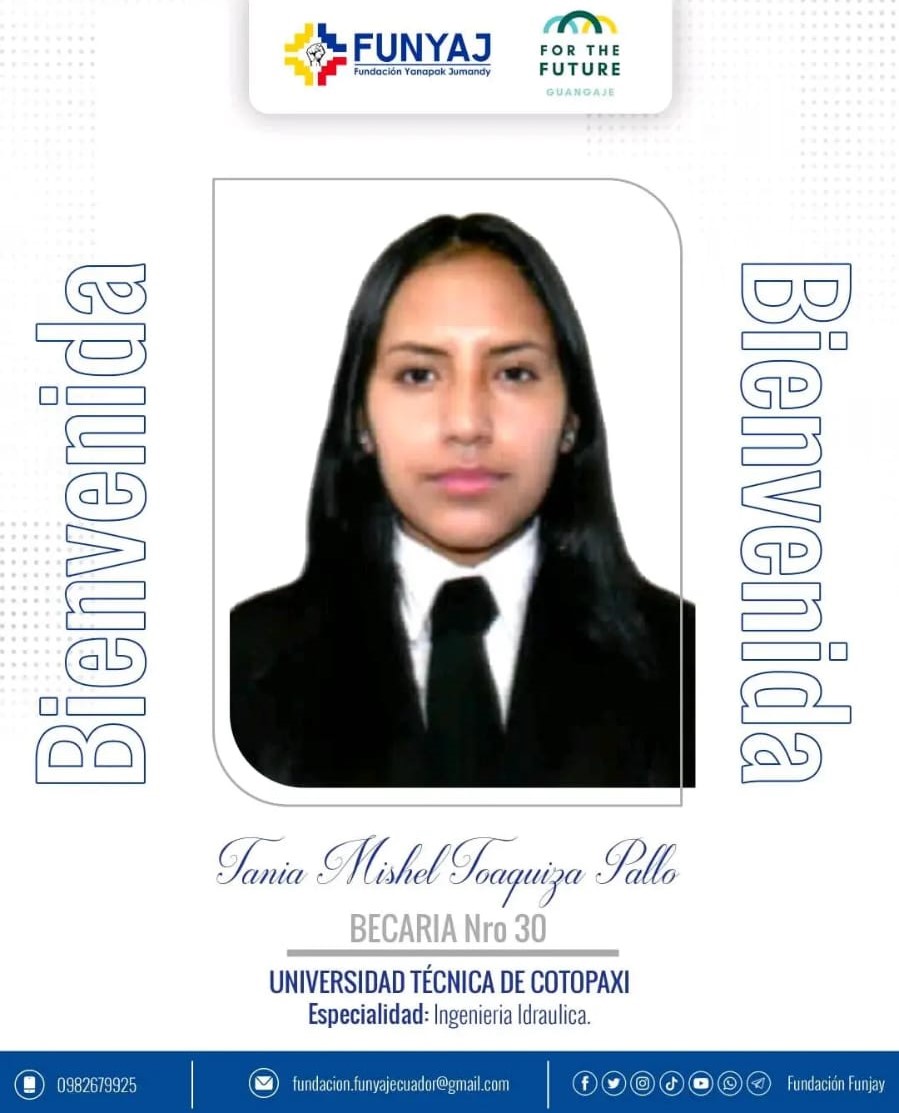 FUNYAJ
Fundación Yanapak Jumandy
FOR THE
FUTURE
GUANGAJE
Bienvenida
Bienvenida
Tania Mishel Toaquiza Pallo
BECARIA Nro 30
UNIVERSIDAD TÉCNICA DE COTOPAXI
Especialidad: Ingenieria Idraulica.
0982679925
fundacion.funyajecuador@gmail.com
Fundación Funjay